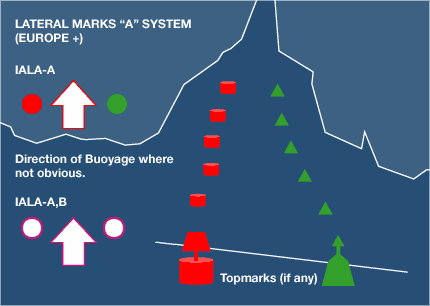 LATERAL MARKS “A” SYSTEM
(EUROPE +)
IALA-A
Direction of Buoyage where
not obvious.
IALA-A,B
Topmarks (if any)